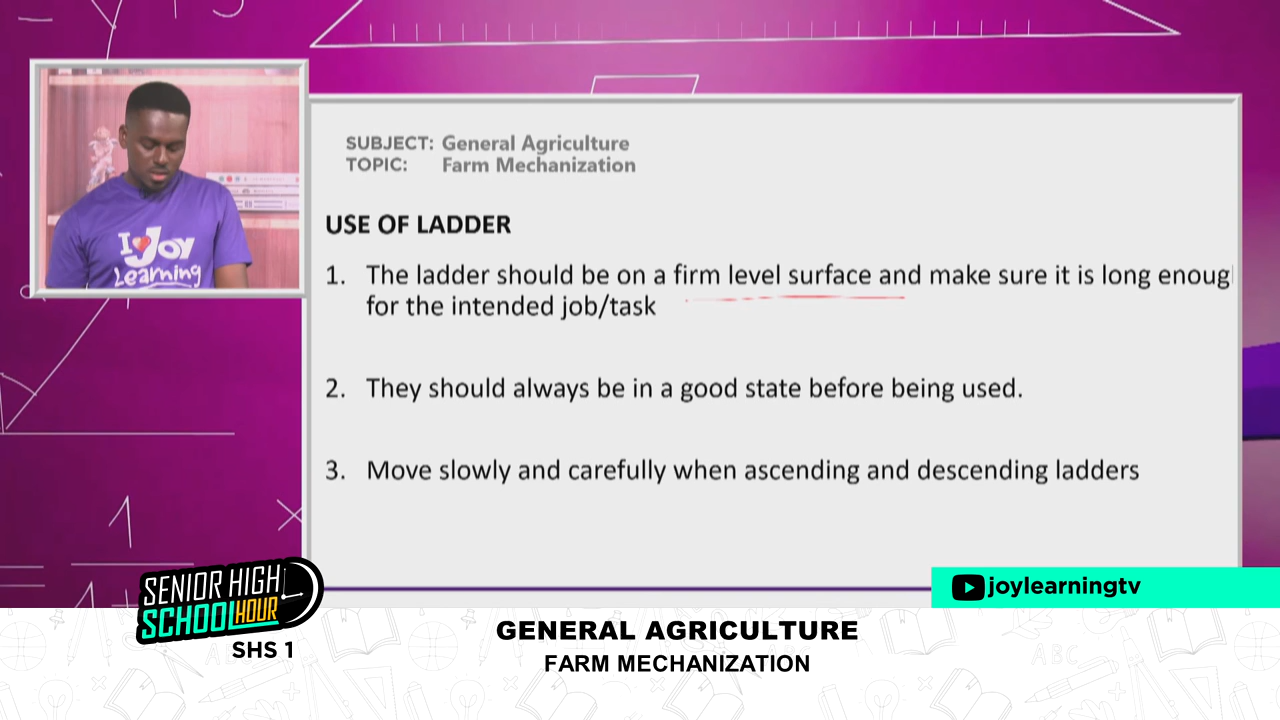 SUBJECT: General Agriculture
TOPIC: Farm Mechanization
I Joy
Learning
USE OF LADDER
1. The ladder should be on a firm level surface and make sure it is long enoug
for the intended job/task
2. They should always be in a good state before being used.
3. Move slowly and carefully when ascending and descending ladders
joylearningtv
SENIOR HIGH
SCHOOL HOUR
SHS 1
GENERAL AGRICULTURE
FARM MECHANIZATION